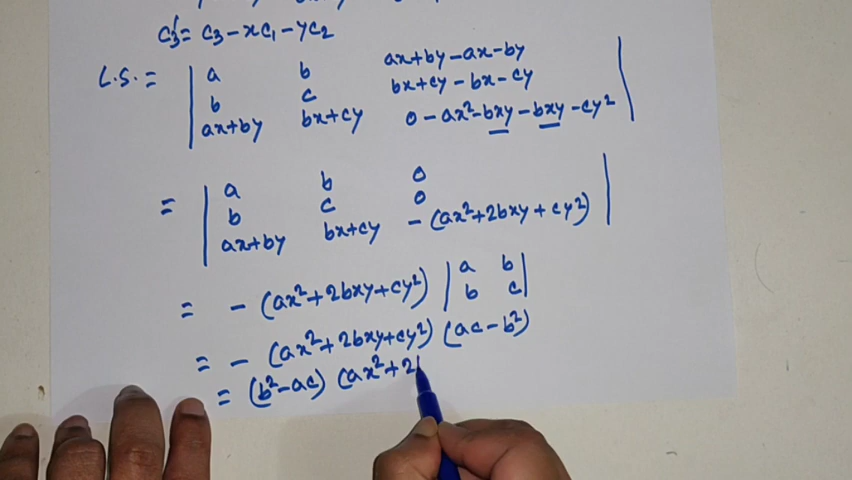 c₃' = c₃ - xc₁ - yc₂
L.S. = | a b ax+by-ax-by |
| b c bx+cy-bx-cy |
| ax+by bx+cy 0-ax²-bxy-bxy-cy² |
= | a b 0 |
| b c 0 |
| ax+by bx+cy -(ax²+2bxy+cy²) |
= -(ax²+2bxy+cy²) | a b |
| b c |
= -(ax²+2bxy+cy²) (ac-b²)
= (b²-ac) (ax²+2